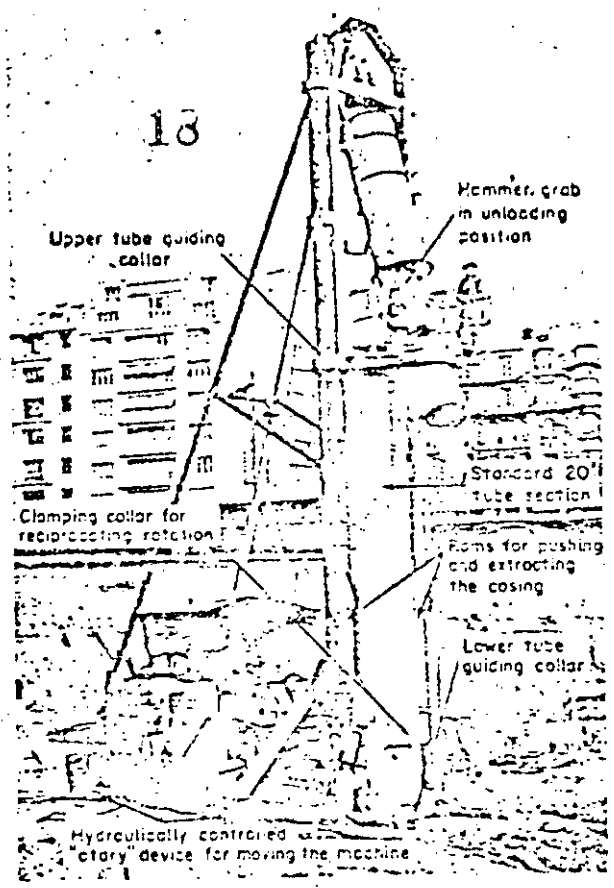 18
Hammer grab
in unloading
position
Upper tube guiding
collar
Standard 20"
tube section
Clamping collar for
reciprocating rotation
Rams for pushing
and extracting
the casing
Lower tube
guiding collar
Hydraulically controlled
device for moving the machine